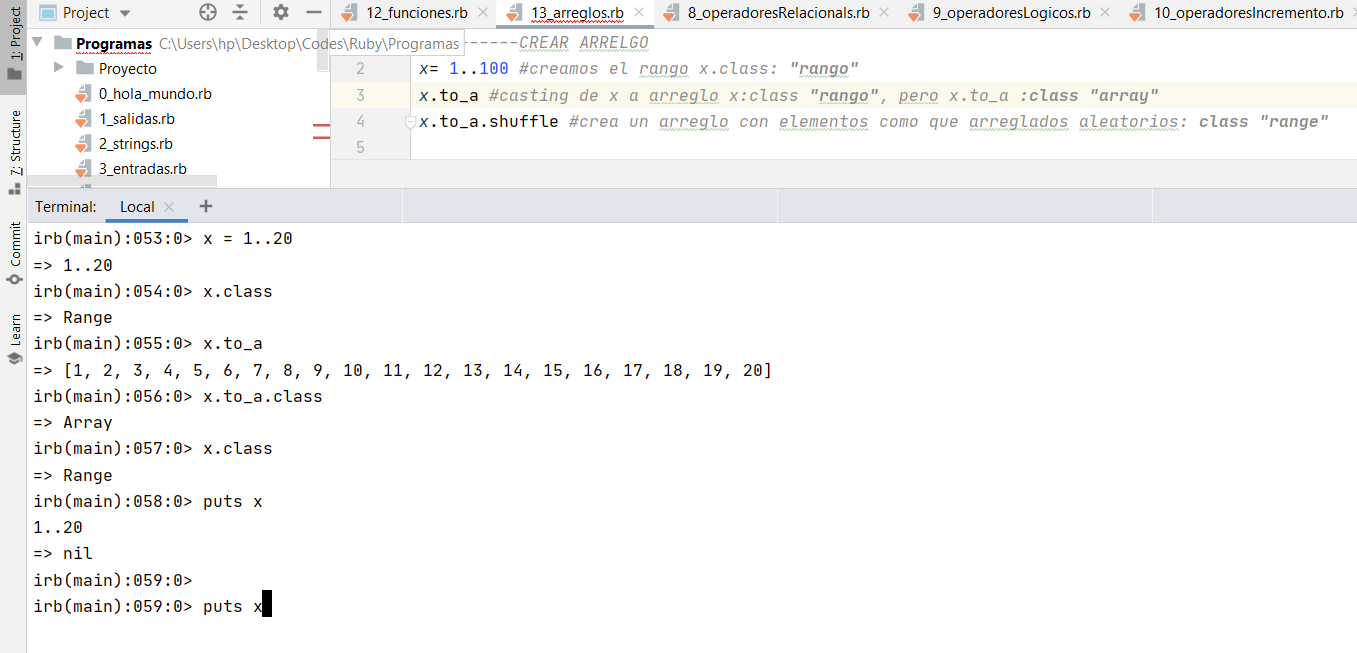 1: Project
7: Structure
Commit
Learn
Project
12_funciones.rb
13_arreglos.rb
8_operadoresRelacionals.rb
9_operadoresLogicos.rb
10_operadoresIncremento.rb
Programas C:\Users\hp\Desktop\Codes\Ruby\Programas
Proyecto
0_hola_mundo.rb
1_salidas.rb
2_strings.rb
3_entradas.rb
------CREAR ARRELGO
2 x= 1..100 #creamos el rango x.class: "rango"
3 x.to_a #casting de x a arreglo x:class "rango", pero x.to_a :class "array"
4 x.to_a.shuffle #crea un arreglo con elementos como que arreglados aleatorios: class "range"
5
Terminal: Local +
irb(main):053:0> x = 1..20
=> 1..20
irb(main):054:0> x.class
=> Range
irb(main):055:0> x.to_a
=> [1, 2, 3, 4, 5, 6, 7, 8, 9, 10, 11, 12, 13, 14, 15, 16, 17, 18, 19, 20]
irb(main):056:0> x.to_a.class
=> Array
irb(main):057:0> x.class
=> Range
irb(main):058:0> puts x
1..20
=> nil
irb(main):059:0>
irb(main):059:0> puts x